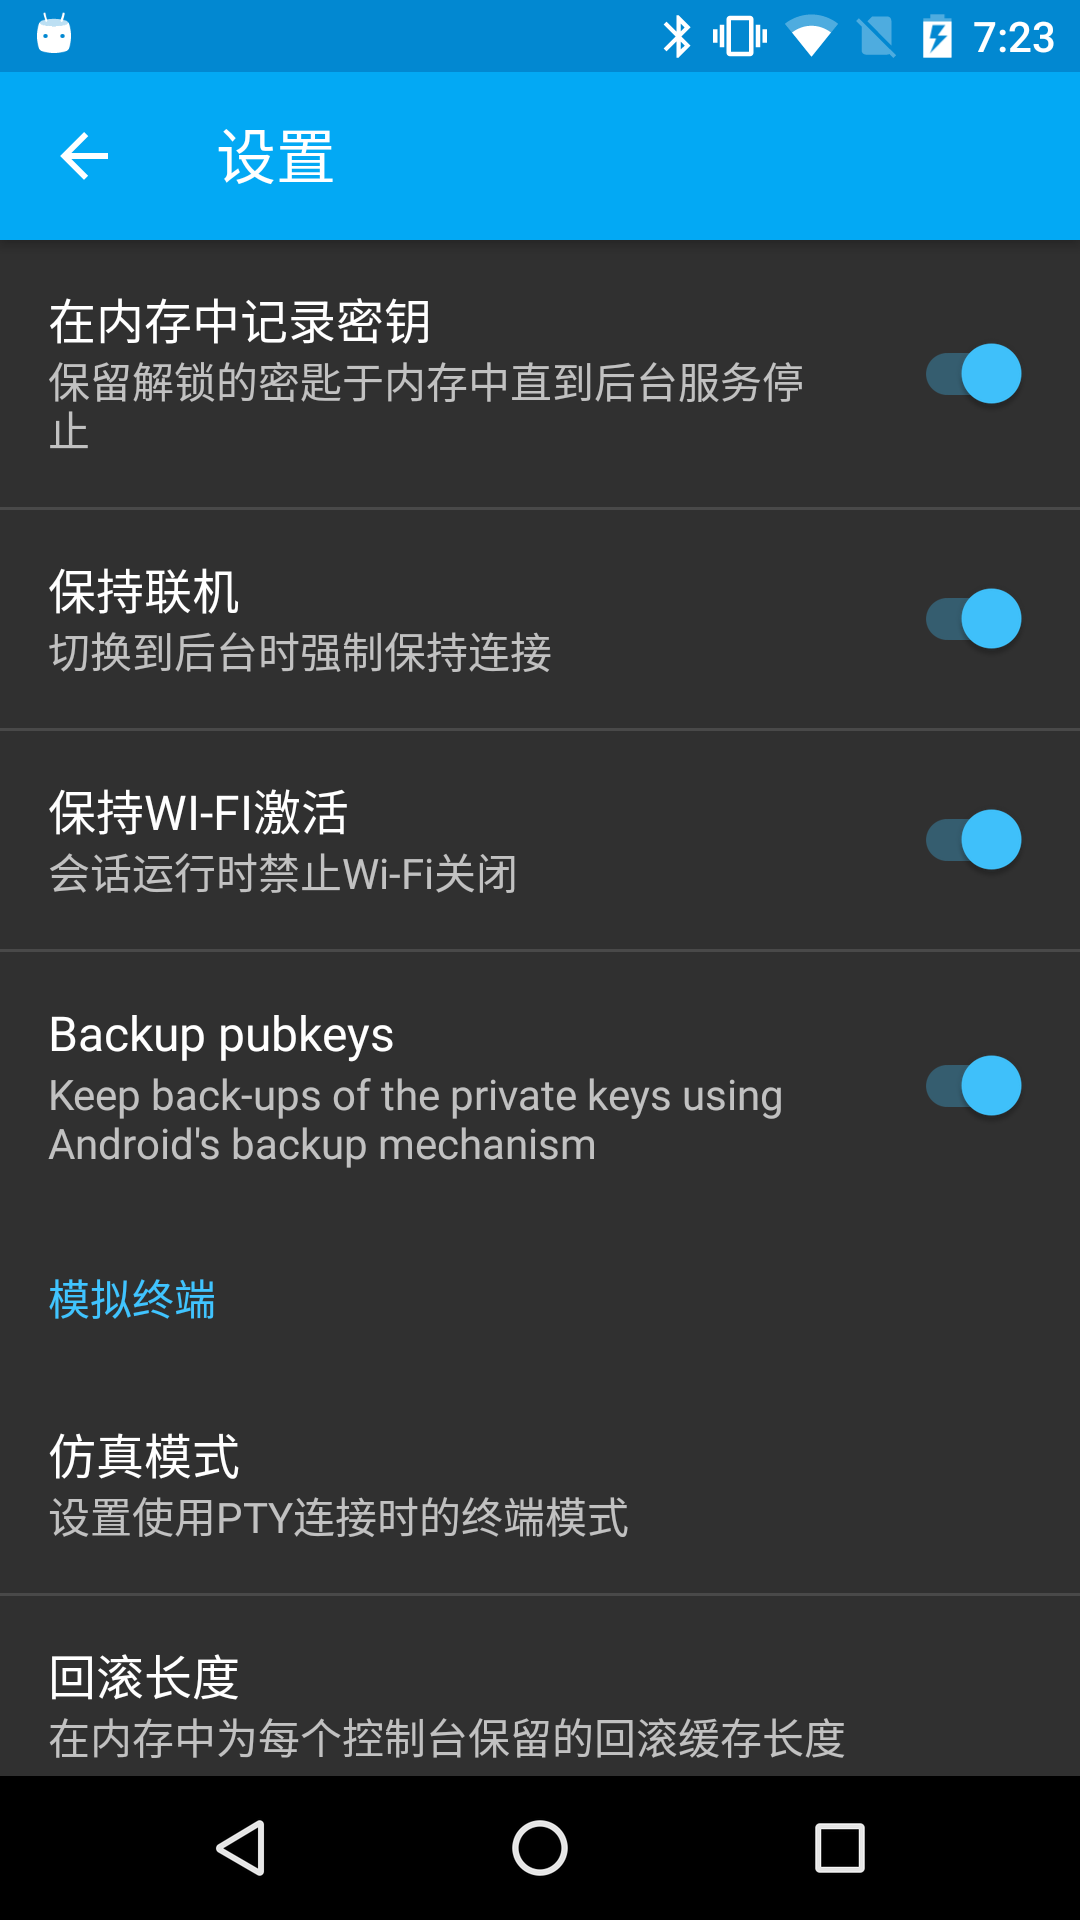 7:23
设置
在内存中记录密钥
保留解锁的密匙于内存中直到后台服务停
止
保持联机
切换到后台时强制保持连接
保持WI-FI激活
会话运行时禁止Wi-Fi关闭
Backup pubkeys
Keep back-ups of the private keys using
Android's backup mechanism
模拟终端
仿真模式
设置使用PTY连接时的终端模式
回滚长度
在内存中为每个控制台保留的回滚缓存长度